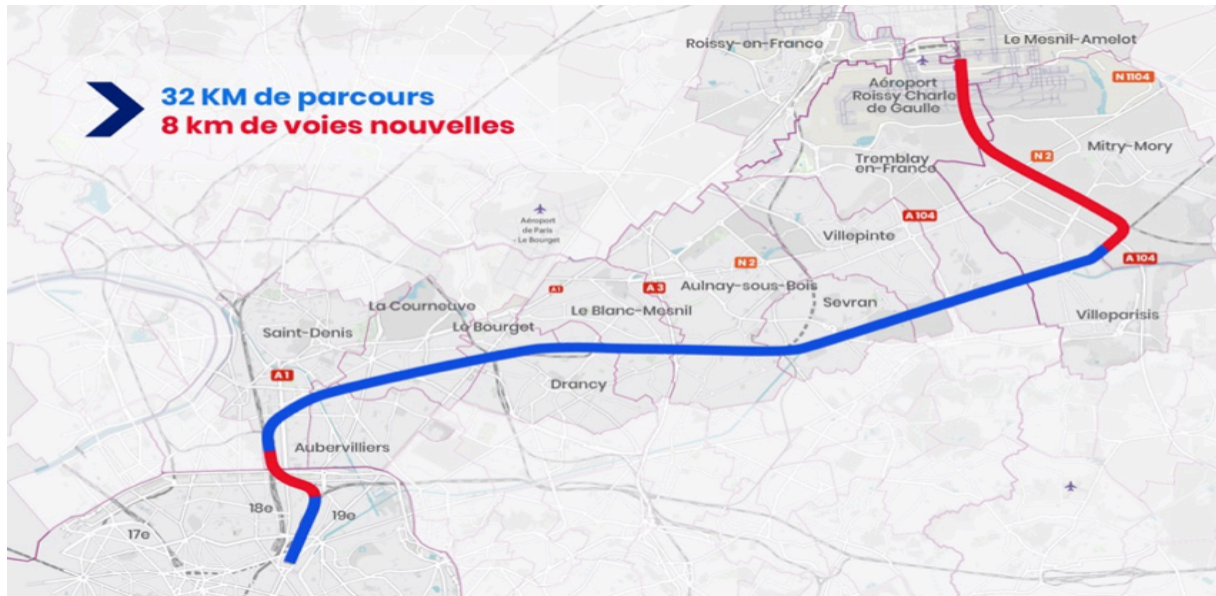 Roissy-en-France
Le Mesnil-Amelot
32 KM de parcours
8 km de voies nouvelles
Aéroport
Roissy Charle
de Gaulle
N 1104
Mitry-Mory
N 2
Tremblay
en-France
Aéroport
de Paris
- Le Bourget
A 104
Villepinte
A 104
N 2
A1
A 3
Aulnay-sous-Bois
Sevran
La Courneuve
Le Blanc-Mesnil
Le Bourget
Saint-Denis
Villeparisis
A 1
Drancy
Aubervilliers
18e
19e
17e